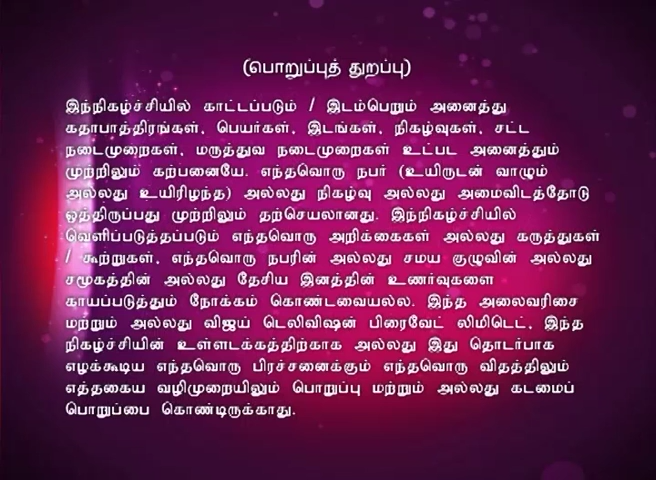 (பொறுப்புத் துறப்பு)
இந்நிகழ்ச்சியில் காட்டப்படும் / இடம்பெறும் அனைத்து
கதாபாத்திரங்கள், பெயர்கள், இடங்கள், நிகழ்வுகள், சட்ட
நடைமுறைகள், மருத்துவ நடைமுறைகள் உட்பட அனைத்தும்
முற்றிலும் கற்பனையே. எந்தவொரு நபர் (உயிருடன் வாழும்
அல்லது உயிரிழந்த) அல்லது நிகழ்வு அல்லது அமைவிடத்தோடு
ஒத்திருப்பது முற்றிலும் தற்செயலானது. இந்நிகழ்ச்சியில்
வெளிப்படுத்தப்படும் எந்தவொரு அறிக்கைகள் அல்லது கருத்துகள்
/ கூற்றுகள், எந்தவொரு நபரின் அல்லது சமய குழுவின் அல்லது
சமூகத்தின் அல்லது தேசிய இனத்தின் உணர்வுகளை
காயப்படுத்தும் நோக்கம் கொண்டவையல்ல. இந்த அலைவரிசை
மற்றும் அல்லது விஜய் டெலிவிஷன் பிரைவேட் லிமிடெட், இந்த
நிகழ்ச்சியின் உள்ளடக்கத்திற்காக அல்லது இது தொடர்பாக
எழக்கூடிய எந்தவொரு பிரச்சனைக்கும் எந்தவொரு விதத்திலும்
எத்தகைய வழிமுறையிலும் பொறுப்பு மற்றும் அல்லது கடமைப்
பொறுப்பை கொண்டிருக்காது.